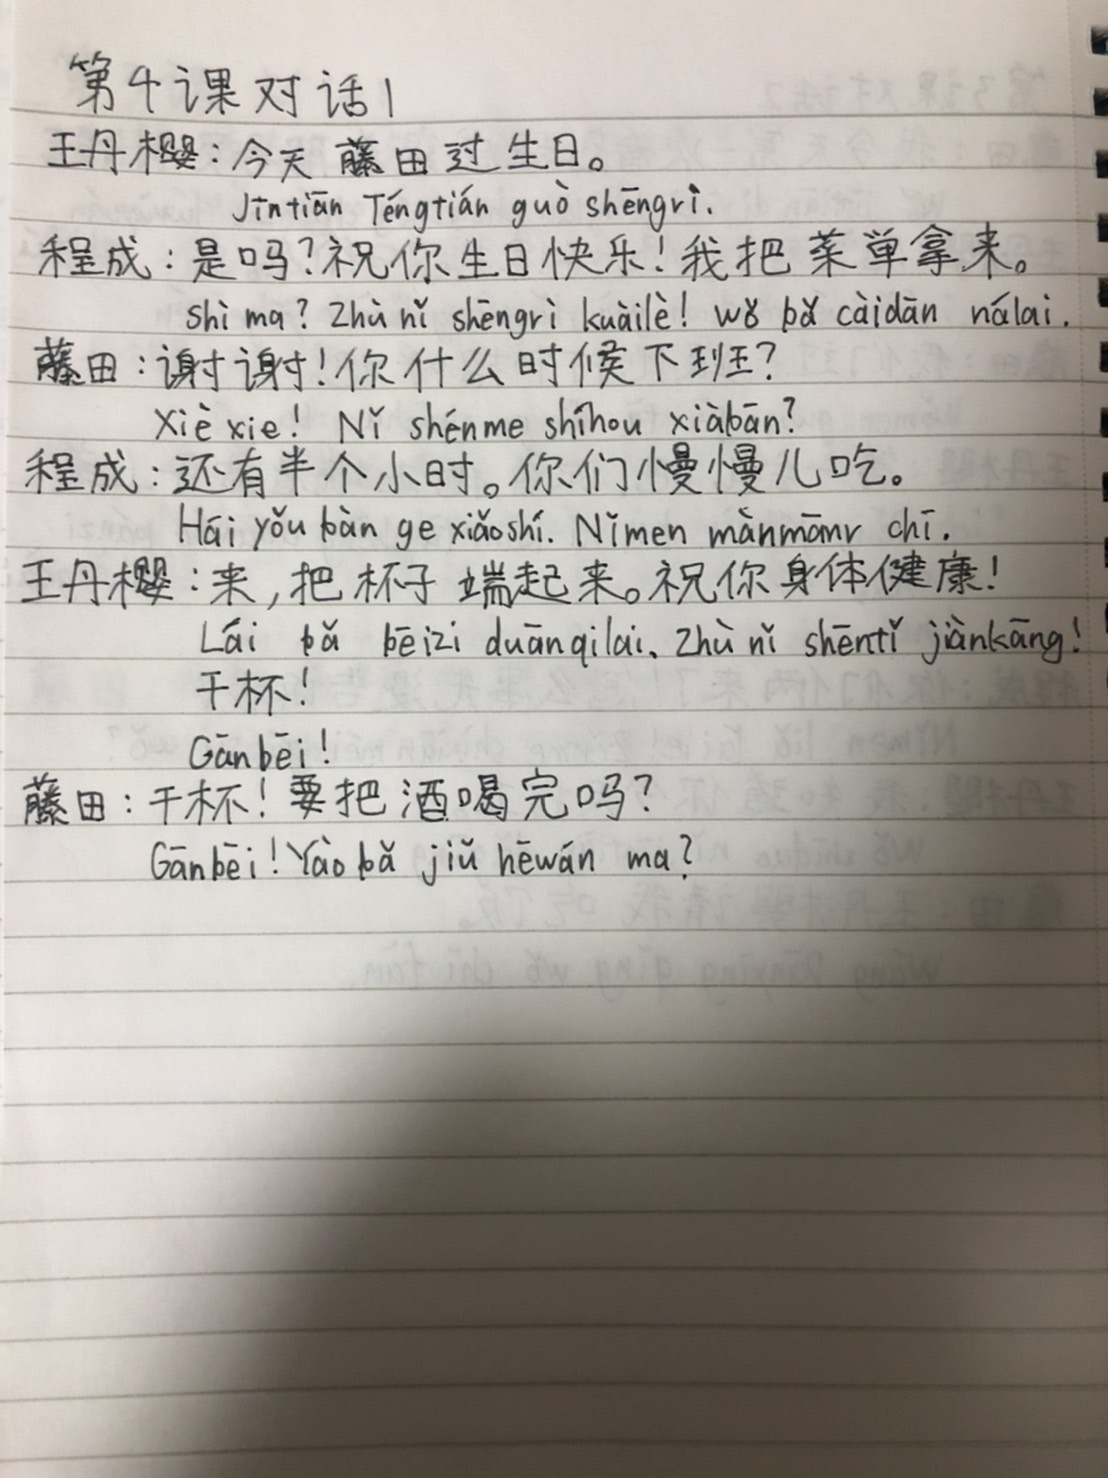 第4课对话1
王丹樱：今天藤田过生日。
Jīntiān Téngtián guò shēngrì.
程成：是吗？祝你生日快乐！我把菜单拿来。
shì ma? Zhù nǐ shēngrì kuàilè! wǒ bǎ càidān nálai.
藤田：谢谢！你什么时候下班？
Xiè xie! Nǐ shénme shíhou xiàbān?
程成：还有半个小时。你们慢慢儿吃。
Hái yǒu bàn ge xiǎoshí. Nǐmen mànmānr chī.
王丹樱：来，把杯子端起来。祝你身体健康！
Lái bǎ bēizi duānqilai. Zhù nǐ shēntǐ jiànkāng!
干杯！
Gānbēi!
藤田：干杯！要把酒喝完吗？
Gānbēi! Yào bǎ jiǔ hēwán ma?